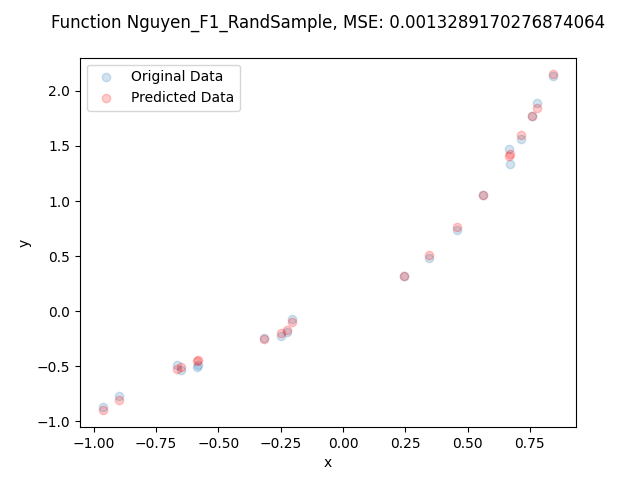 Function Nguyen_F1_RandSample, MSE: 0.0013289170276874064
Original Data
Predicted Data
2.0
1.5
1.0
0.5
0.0
−0.5
−1.0
y
−1.00 −0.75 −0.50 −0.25 0.00 0.25 0.50 0.75
x